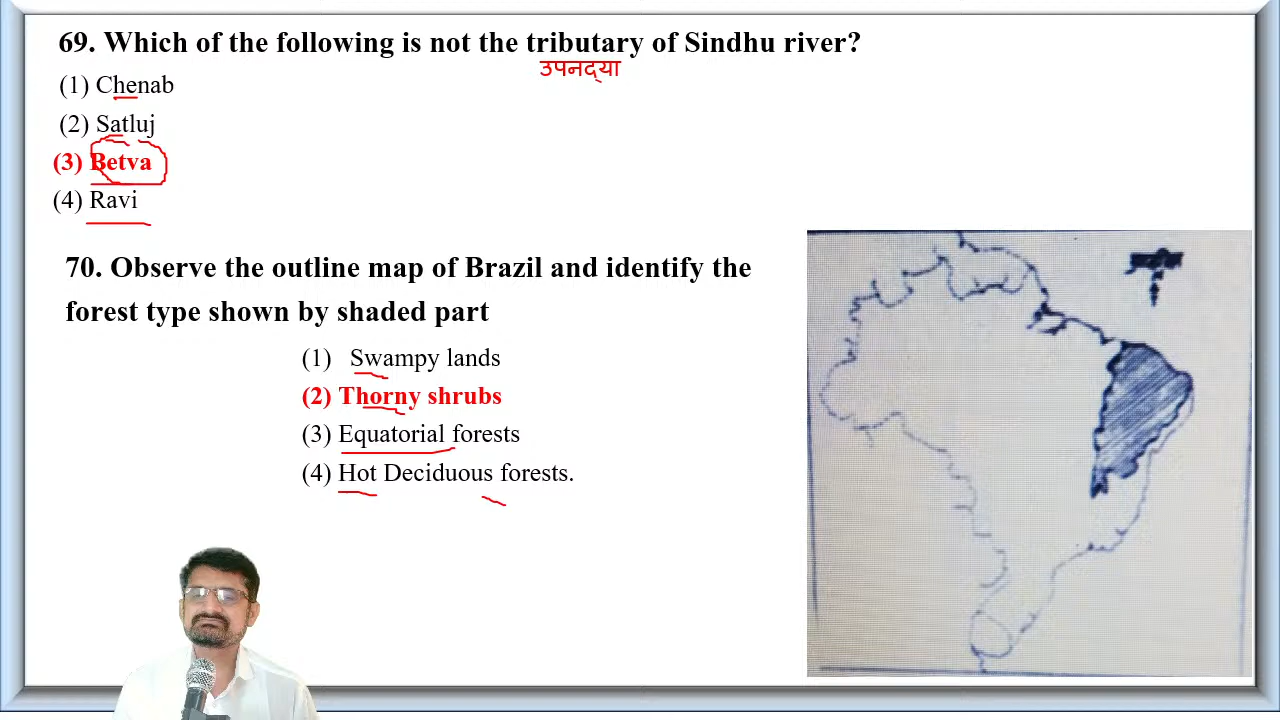 69. Which of the following is not the tributary of Sindhu river?
उपनद्या
(1) Chenab
(2) Satluj
(3) Betva
(4) Ravi
70. Observe the outline map of Brazil and identify the
forest type shown by shaded part
(1) Swampy lands
(2) Thorny shrubs
(3) Equatorial forests
(4) Hot Deciduous forests.